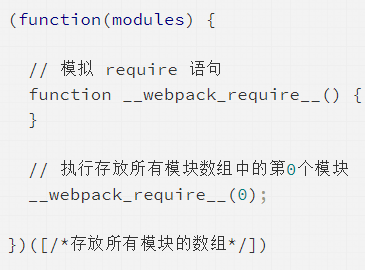 (function(modules) {
// 模拟 require 语句
function __webpack_require__() {
}
// 执行存放所有模块数组中的第0个模块
__webpack_require__(0);
})([/*存放所有模块的数组*/])